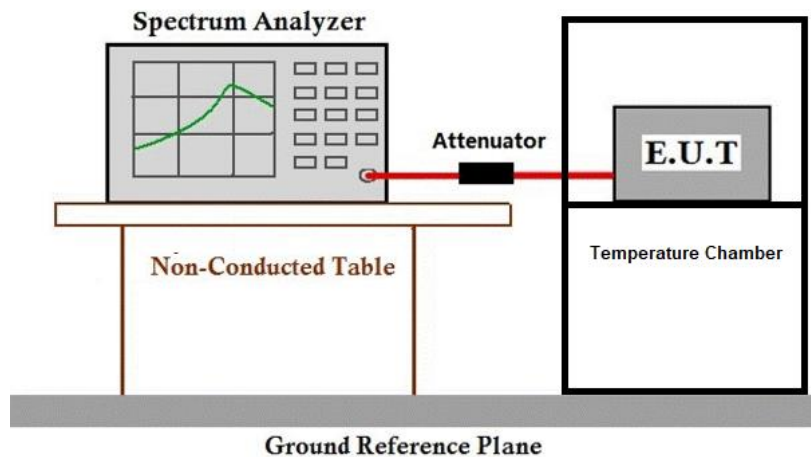 Spectrum Analyzer
Attenuator
E.U.T
Non-Conducted Table
Temperature Chamber
Ground Reference Plane